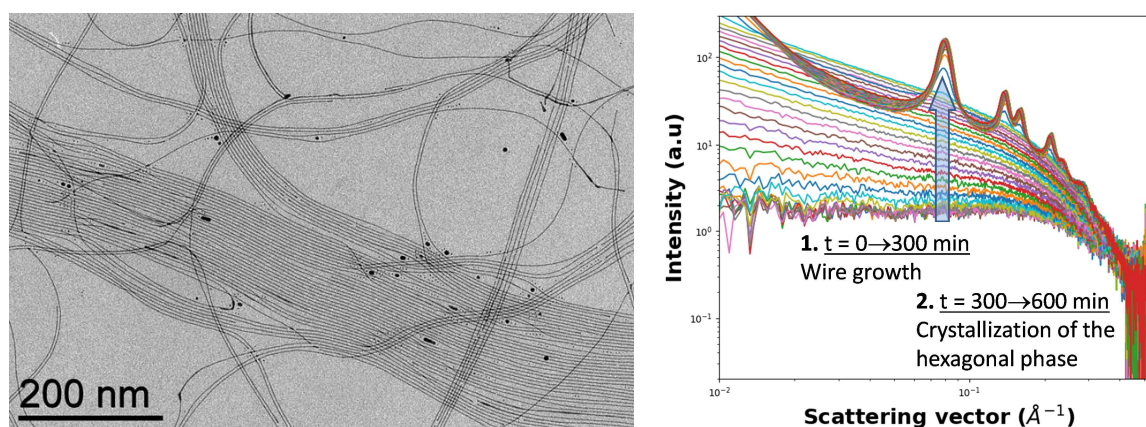 200 nm
Intensity (a.u)
10²
10¹
10⁰
10⁻¹
1. t = 0→300 min
Wire growth
2. t = 300→600 min
Crystallization of the
hexagonal phase
10⁻²
10⁻¹
Scattering vector (Å⁻¹)